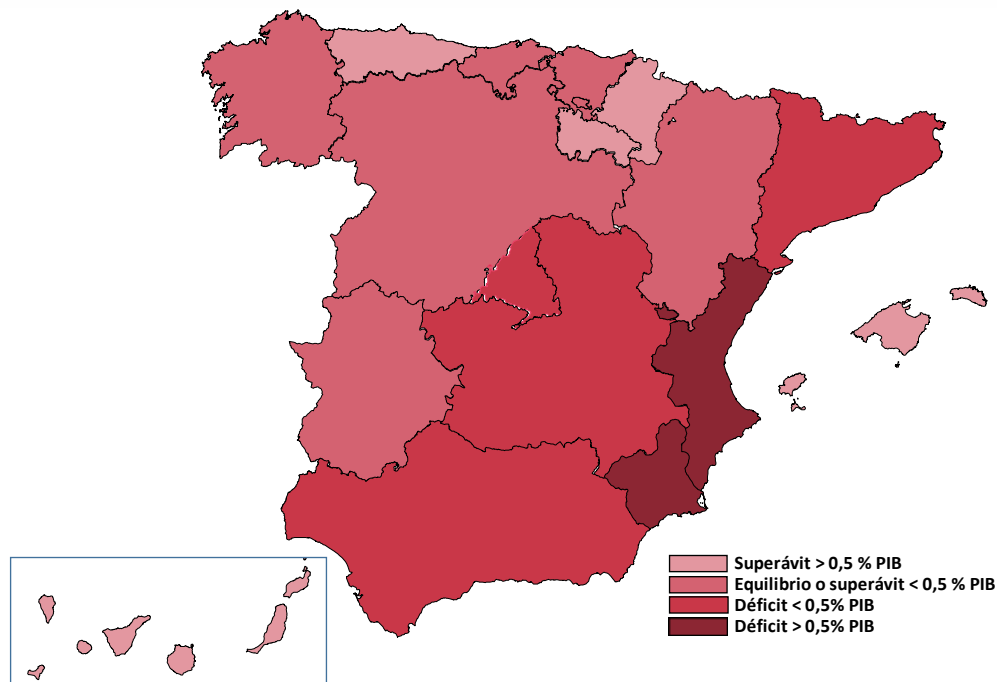 Superávit > 0,5 % PIB
Equilibrio o superávit < 0,5 % PIB
Déficit < 0,5% PIB
Déficit > 0,5% PIB